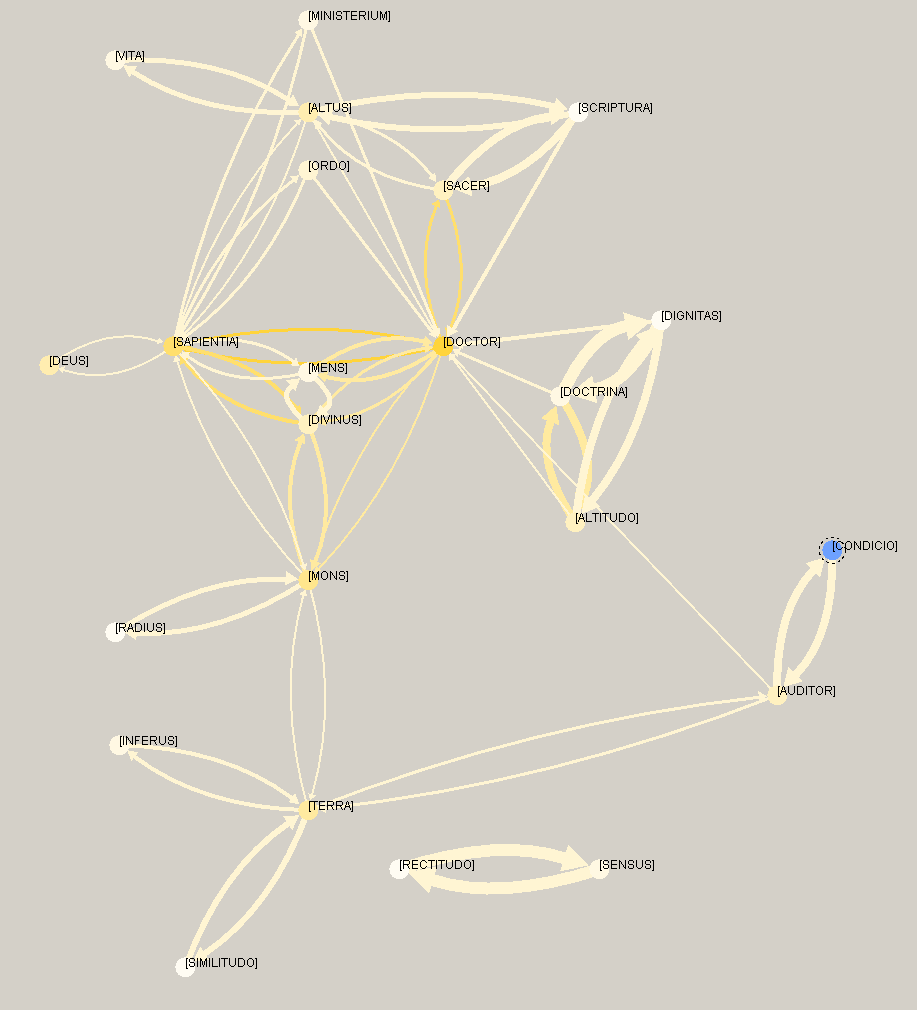 [MINISTERIUM]
[VITA]
[ALTUS]
[SCRIPTURA]
[ORDO]
[SACER]
[DIGNITAS]
[SAPIENTIA]
[DOCTOR]
[DEUS]
[MENS]
[DOCTRINA]
[DIVINUS]
[ALTITUDO]
[CONDICIO]
[MONS]
[RADIUS]
[AUDITOR]
[INFERUS]
[TERRA]
[RECTITUDO]
[SENSUS]
[SIMILITUDO]